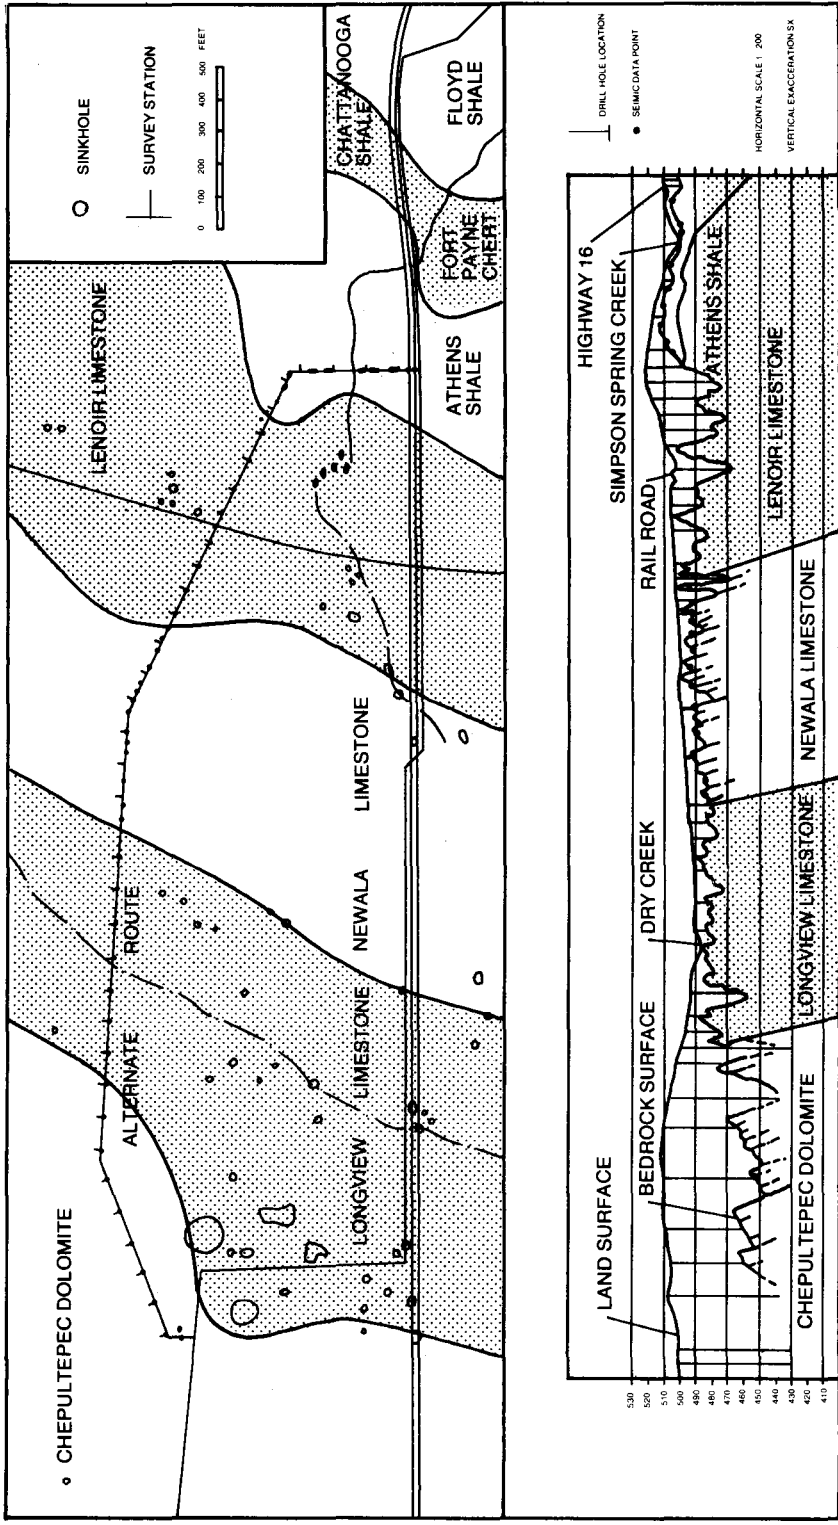 CHEPULTEPEC DOLOMITE
SINKHOLE
SURVEY STATION
0 100 200 300 400 500 FEET
LENOIR LIMESTONE
CHATTANOOGA
SHALE
FLOYD
SHALE
FORT
PAYNE
CHERT
ATHENS
SHALE
ALTERNATE ROUTE
LONGVIEW LIMESTONE
NEWALA LIMESTONE
LAND SURFACE
BEDROCK SURFACE
DRY CREEK
RAIL ROAD
SIMPSON SPRING CREEK
HIGHWAY 16
DRILL HOLE LOCATION
SEIMIC DATA POINT
HORIZONTAL SCALE 1 200
VERTICAL EXACCERATION 5X
530
520
510
500
490
480
470
460
450
440
430
420
410
CHEPULTEPEC DOLOMITE
LONGVIEW LIMESTONE
NEWALA LIMESTONE
LENOIR LIMESTONE
ATHENS SHALE